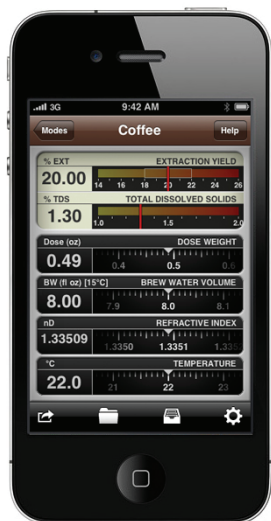 3G 9:42 AM
Modes Coffee Help
% EXT EXTRACTION YIELD
20.00 14 16 18 20 22 24 26
% TDS TOTAL DISSOLVED SOLIDS
1.30 1.0 1.5 2.0
Dose (oz) DOSE WEIGHT
0.49 0.4 0.5 0.6
BW (fl oz) [15°C] BREW WATER VOLUME
8.00 7.9 8.0 8.1
nD REFRACTIVE INDEX
1.33509 1.3350 1.3351 1.335
°C TEMPERATURE
22.0 21 22 23